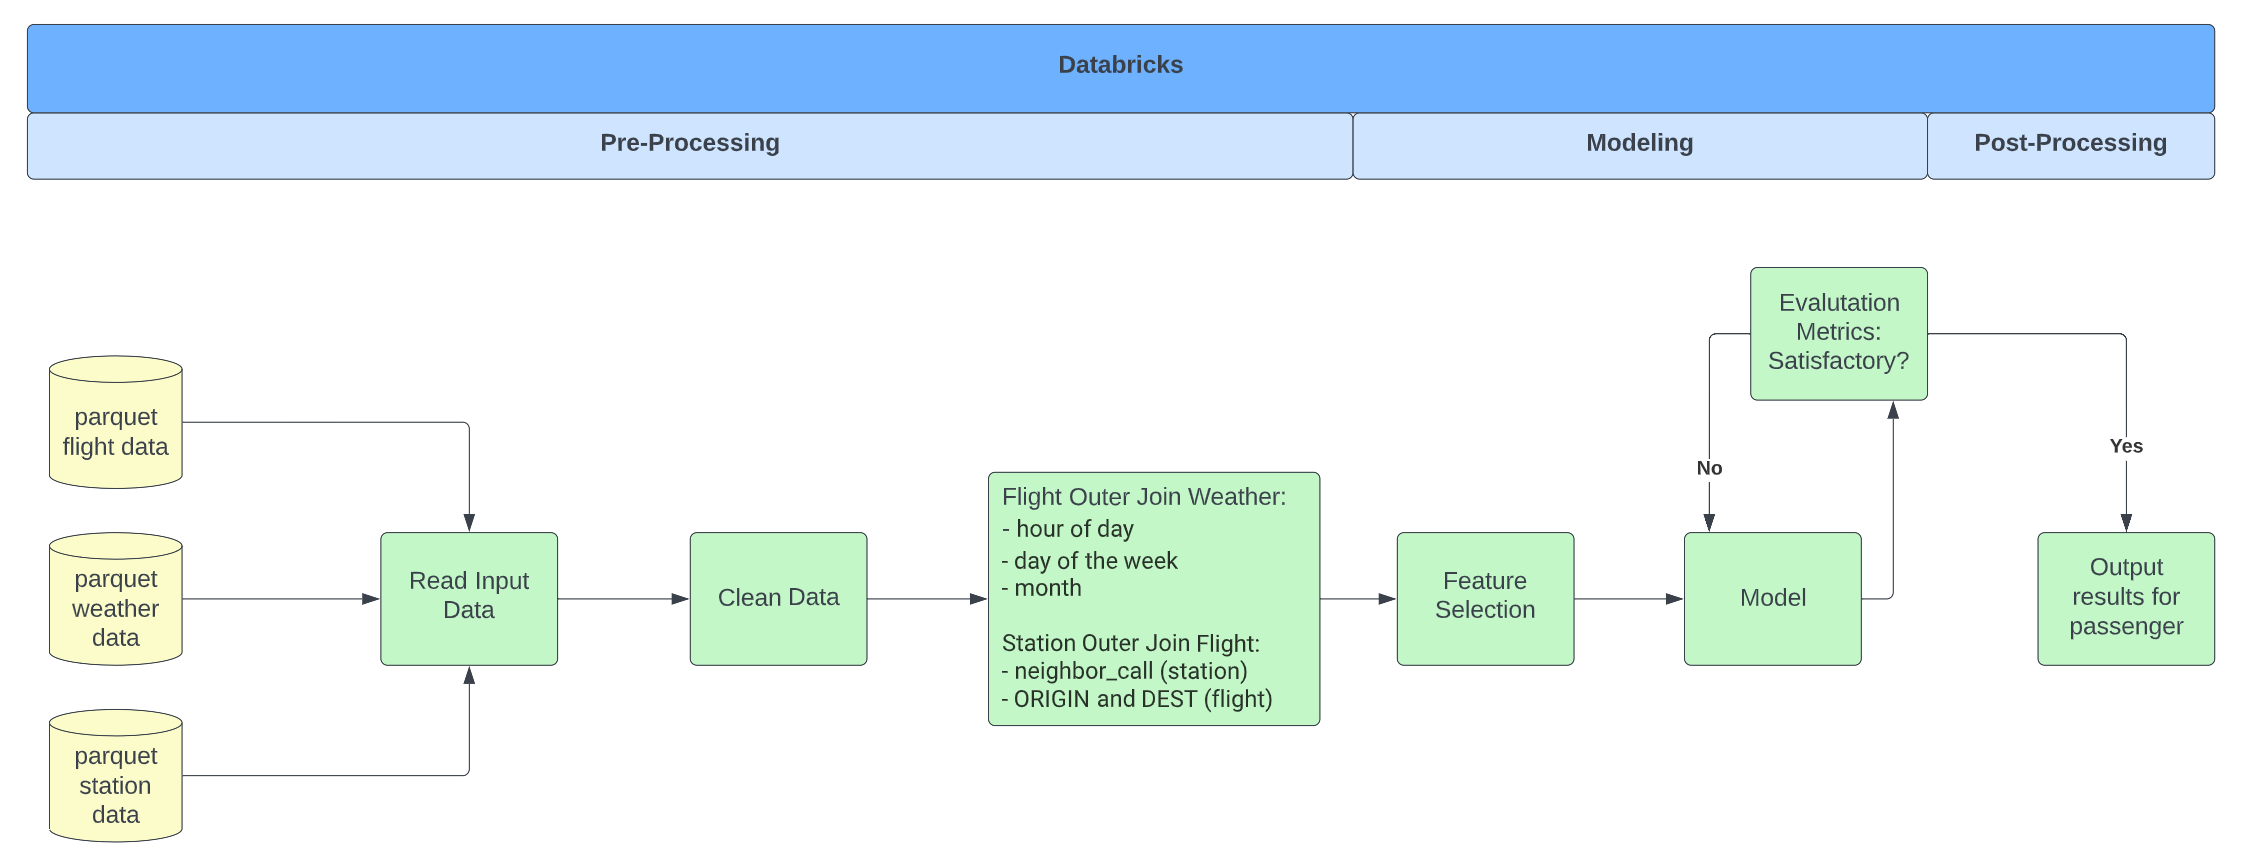 Databricks
Pre-Processing
Modeling
Post-Processing
parquet
flight data
parquet
weather
data
parquet
station
data
Read Input
Data
Clean Data
Flight Outer Join Weather:
- hour of day
- day of the week
- month
Station Outer Join Flight:
- neighbor_call (station)
- ORIGIN and DEST (flight)
Feature
Selection
Model
Evalutation
Metrics:
Satisfactory?
No
Yes
Output
results for
passenger